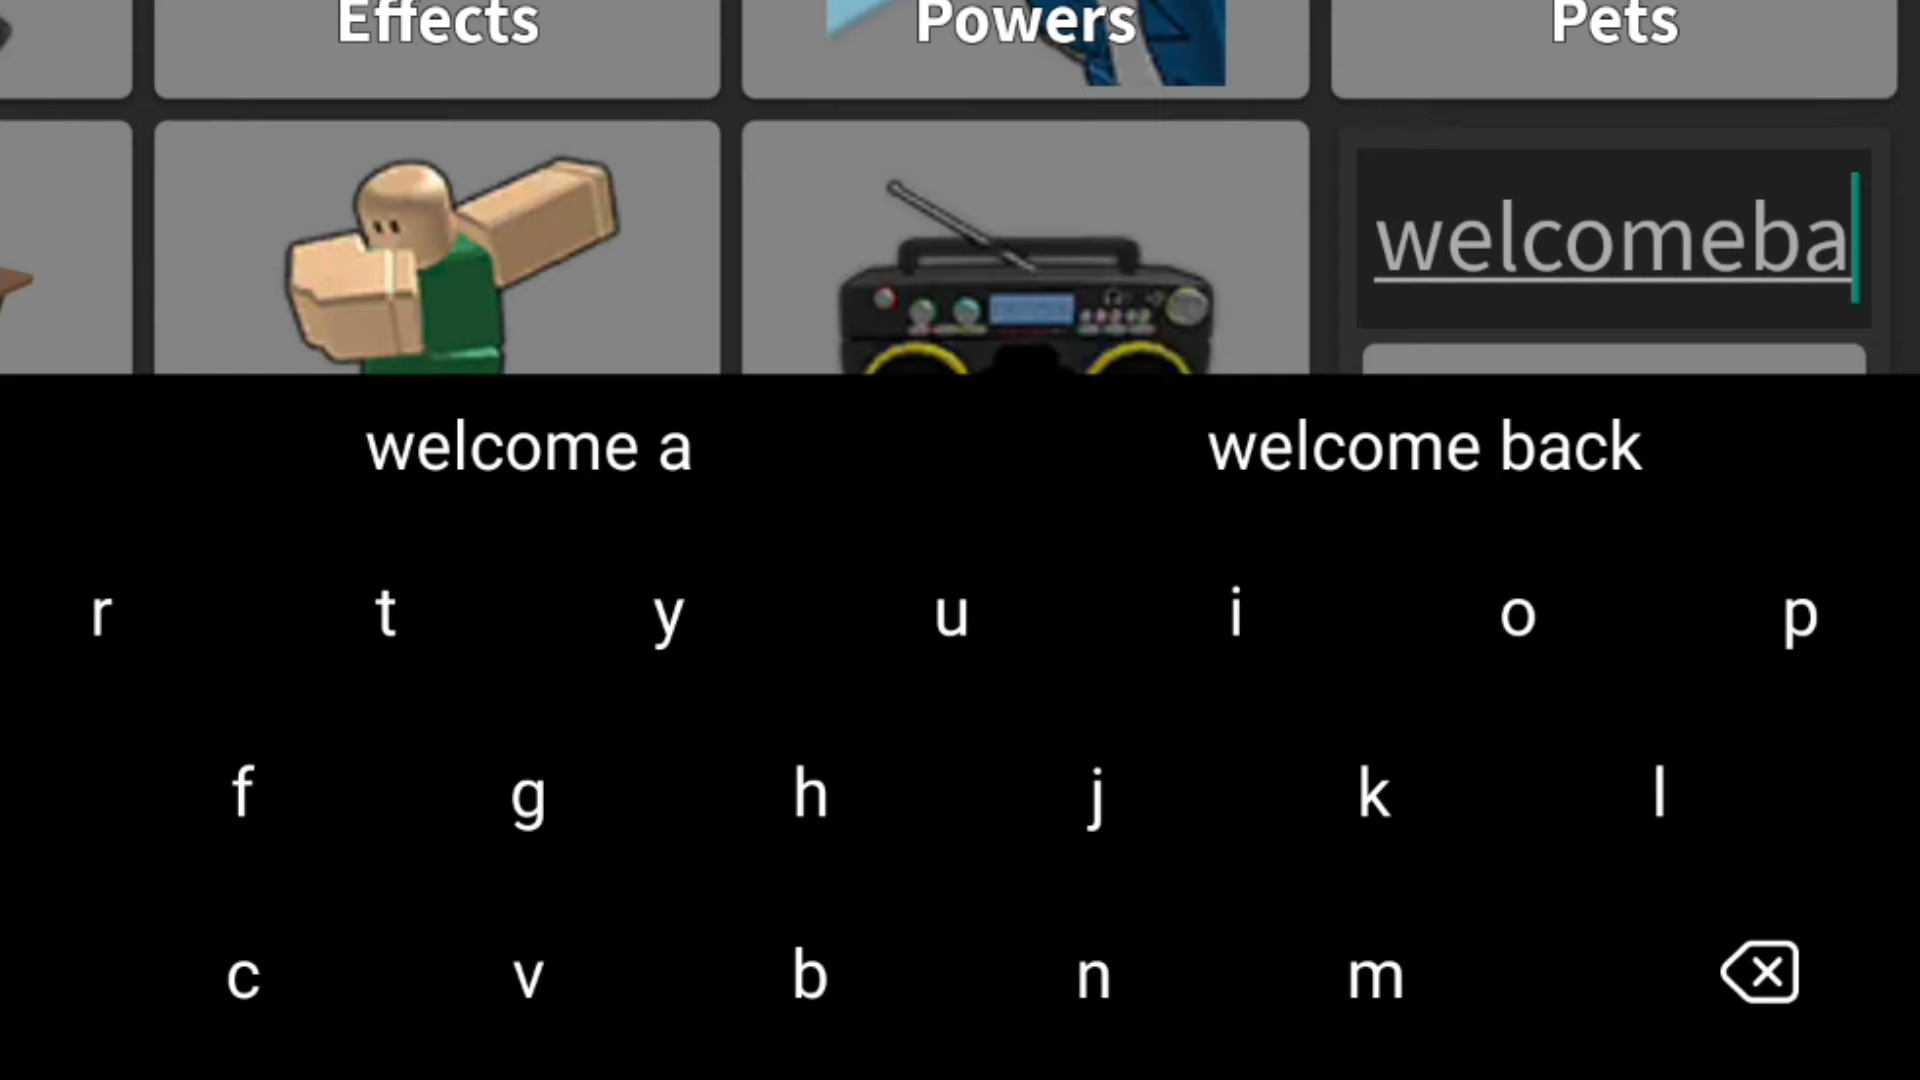 Effects
Powers
Pets
welcomeba
welcome a
welcome back
r t y u i o p
f g h j k l
c v b n m